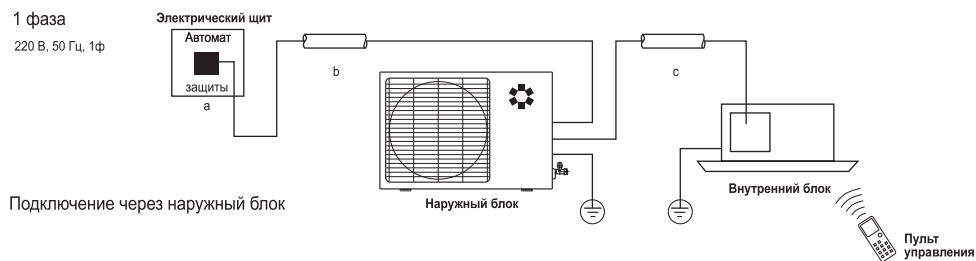 1 фаза
220 В, 50 Гц, 1ф
Электрический щит
Автомат
защиты
a
b
c
Наружный блок
Внутренний блок
Подключение через наружный блок
Пульт
управления